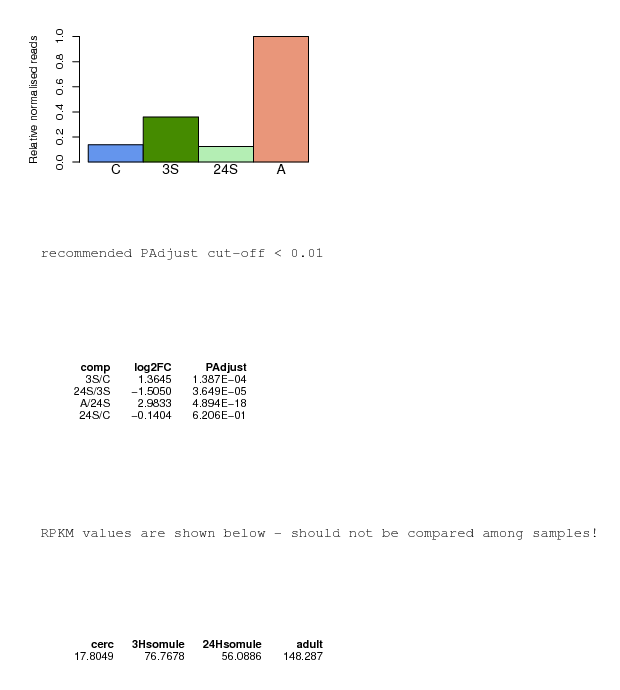 Relative normalised reads
1.0
0.8
0.6
0.4
0.2
0.0
C 3S 24S A
recommended PAdjust cut-off < 0.01
comp log2FC PAdjust
3S/C 1.3645 1.387E-04
24S/3S -1.5050 3.649E-05
A/24S 2.9833 4.894E-18
24S/C -0.1404 6.206E-01
RPKM values are shown below - should not be compared among samples!
cerc 3Hsomule 24Hsomule adult
17.8049 76.7678 56.0886 148.287